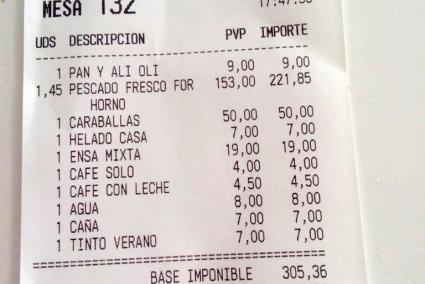 MESA 132 17:47:30
UDS DESCRIPCION PVP IMPORTE
1 PAN Y ALI OLI 9,00 9,00
1,45 PESCADO FRESCO FOR 153,00 221,85
HORNO
1 CARABALLAS 50,00 50,00
1 HELADO CASA 7,00 7,00
1 ENSA MIXTA 19,00 19,00
1 CAFE SOLO 4,00 4,00
1 CAFE CON LECHE 4,50 4,50
1 AGUA 8,00 8,00
1 CAÑA 7,00 7,00
1 TINTO VERANO 7,00 7,00
BASE IMPONIBLE 305,36